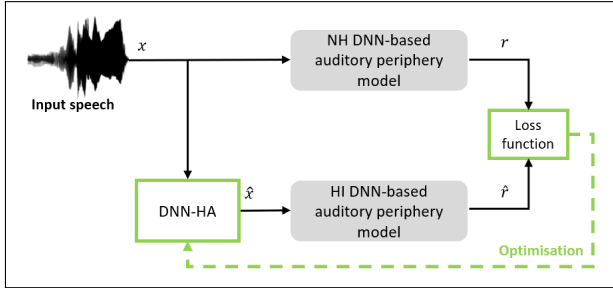 x
NH DNN-based
auditory periphery
model
r
Input speech
Loss
function
DNN-HA
x̂
HI DNN-based
auditory periphery
model
r̂
Optimisation